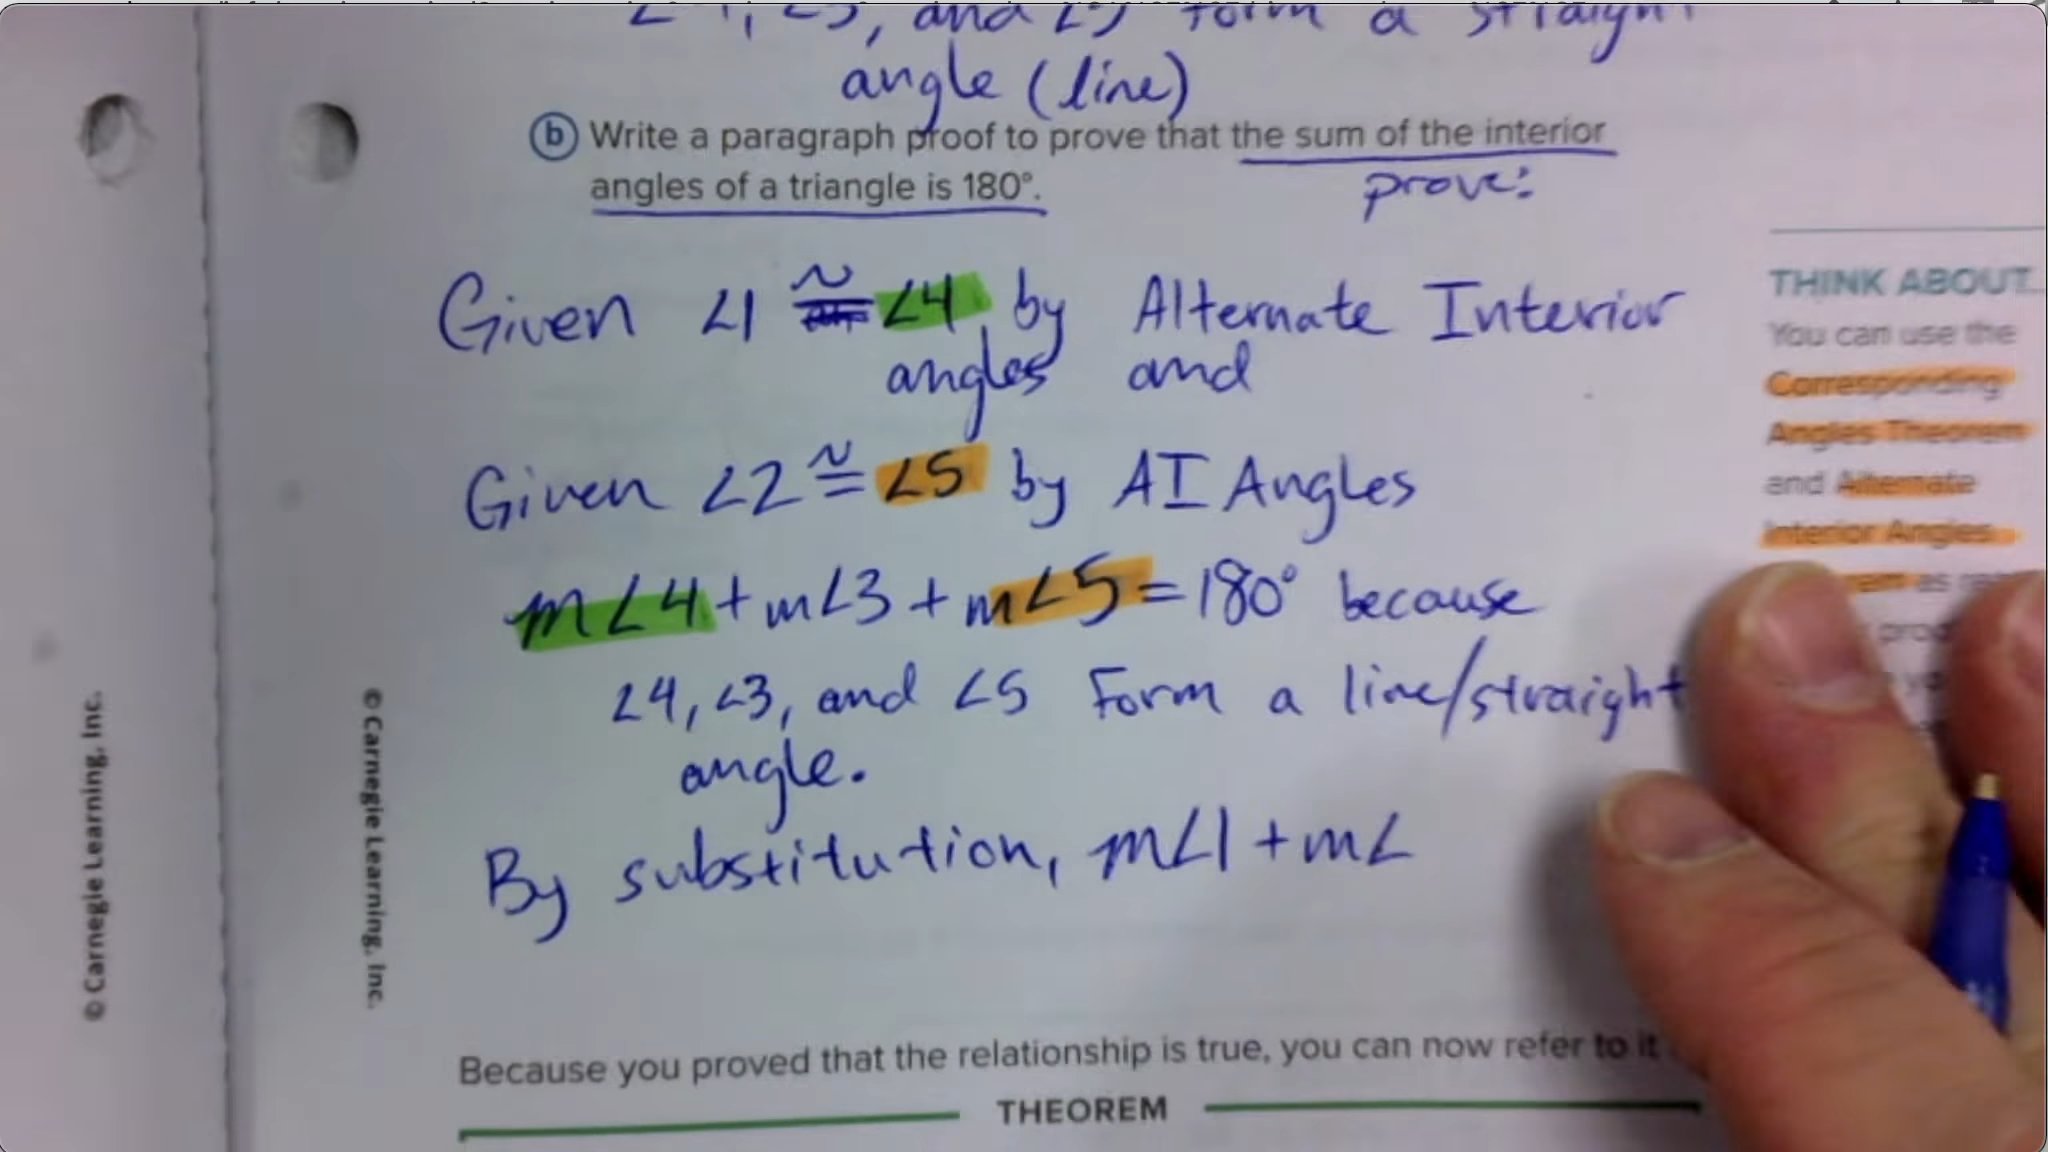 and form a straight
angle (line)
b Write a paragraph proof to prove that the sum of the interior
angles of a triangle is 180°.
prove:
Given ∠1 ≅ ∠4, by Alternate Interior
angles and
Given ∠2 ≅ ∠5 by AI Angles
m∠4 + m∠3 + m∠5 = 180° because
∠4, ∠3, and ∠5 form a line/straight
angle.
By substitution, m∠1 + m∠
THINK ABOUT...
You can use the
Corresponding
Angles Theorem
and Alternate
Interior Angles
as
© Carnegie Learning, Inc.
© Carnegie Learning, Inc.
Because you proved that the relationship is true, you can now refer to it
THEOREM